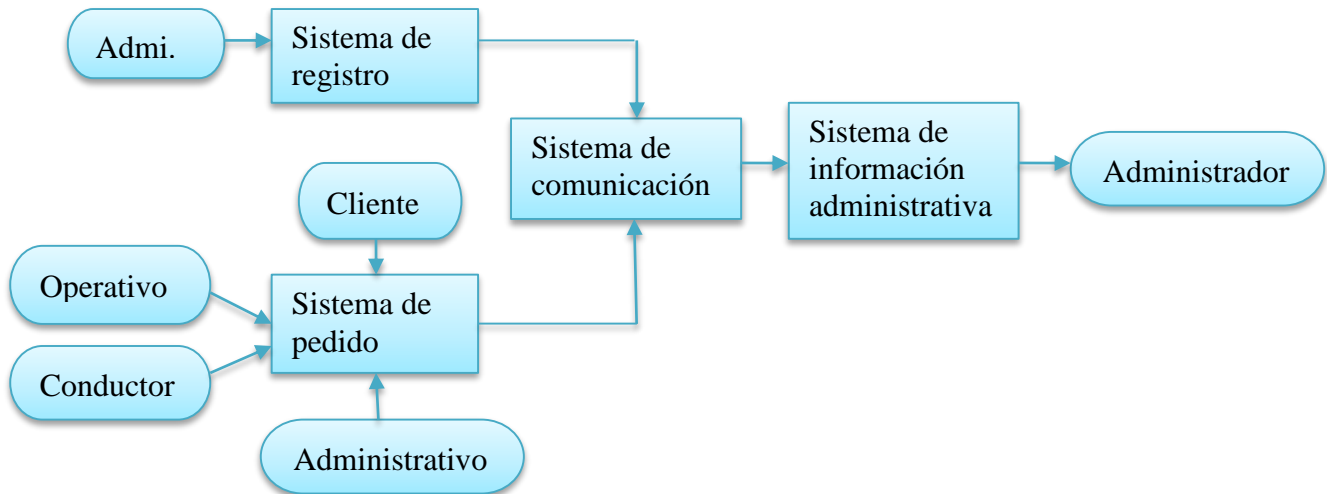 Admi.
Sistema de
registro
Sistema de
comunicación
Sistema de
información
administrativa
Administrador
Cliente
Operativo
Sistema de
pedido
Conductor
Administrativo